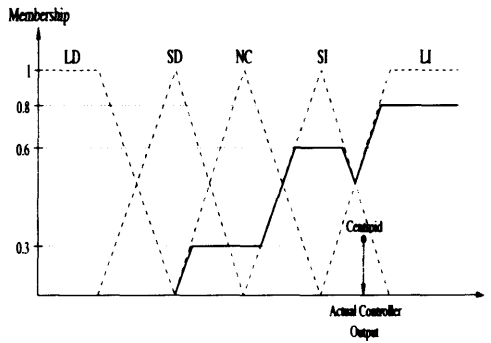 Membership
LD SD NC SI LI
1
0.8
0.6
0.3
Centroid
Actual Controller
Output